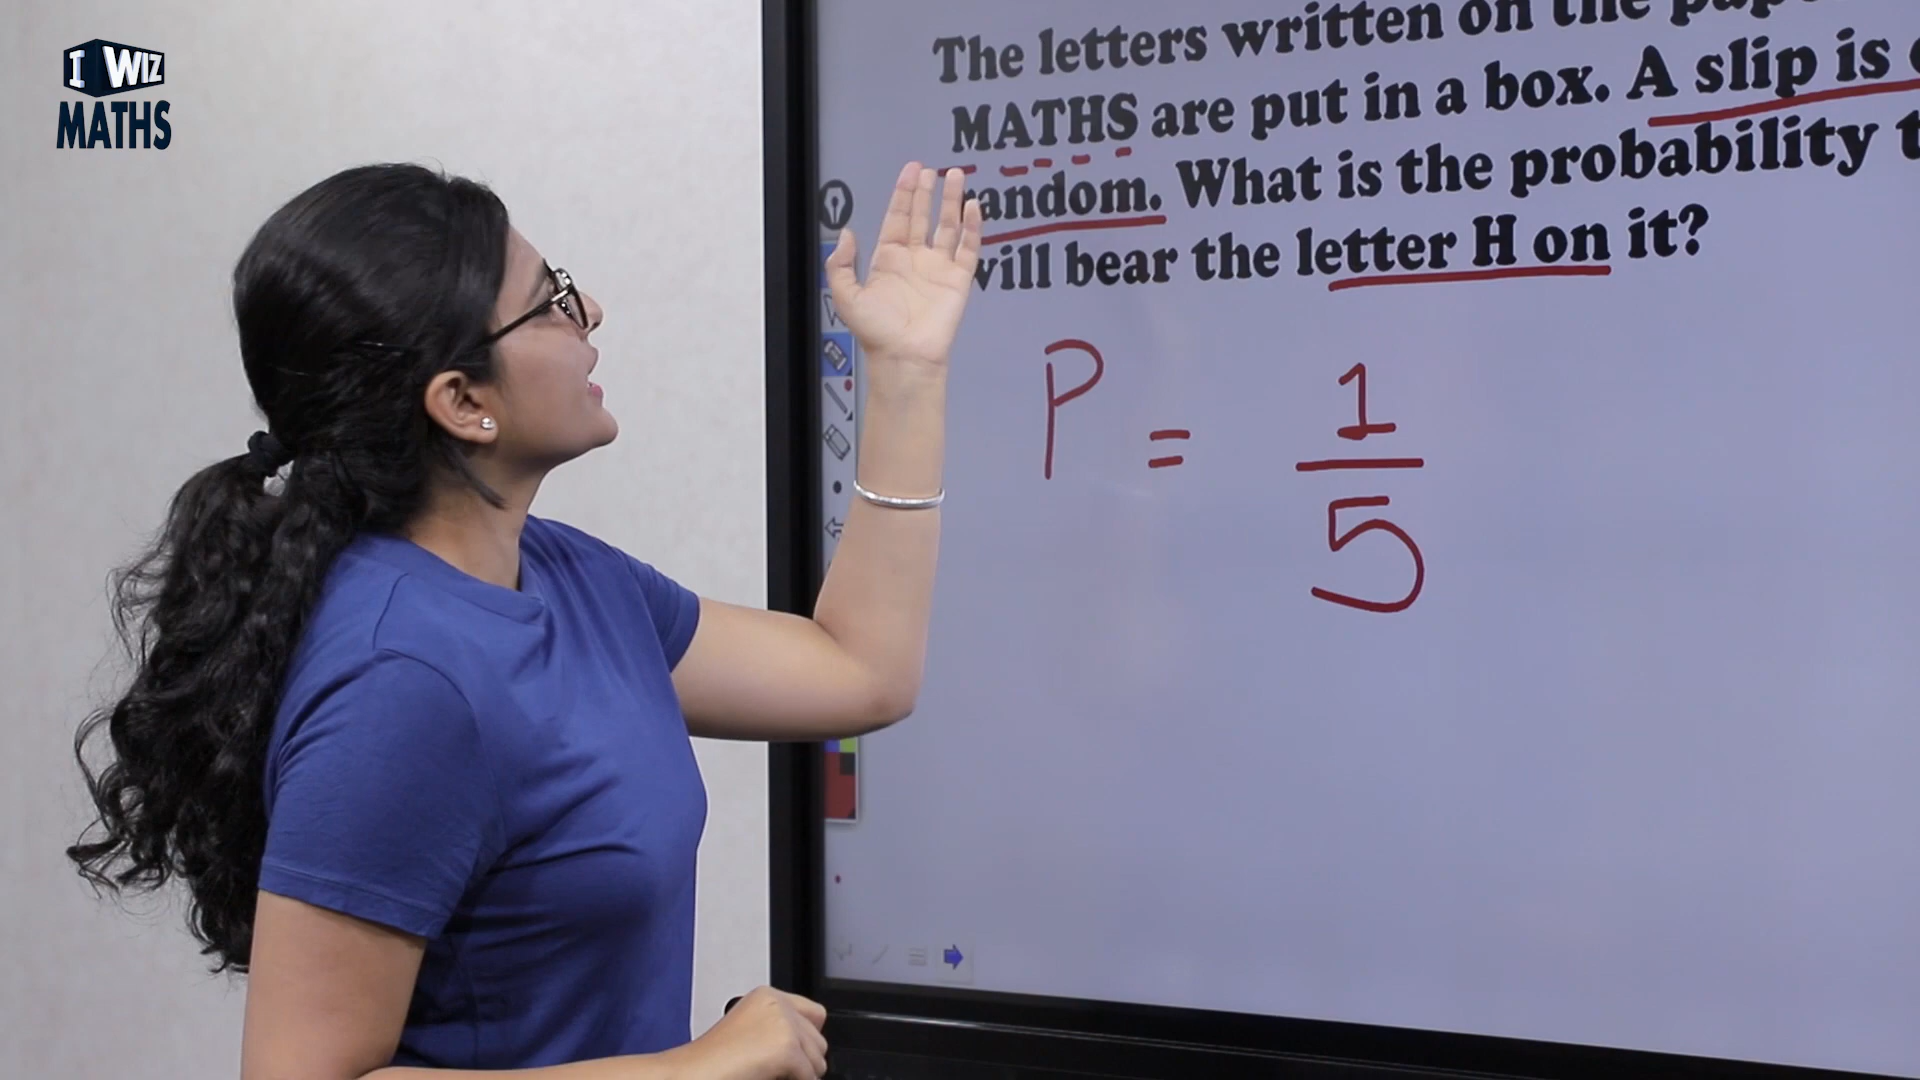 I WIZ
MATHS
The letters written on the
MATHS are put in a box. A slip is
random. What is the probability
will bear the letter H on it?
P = 1
5